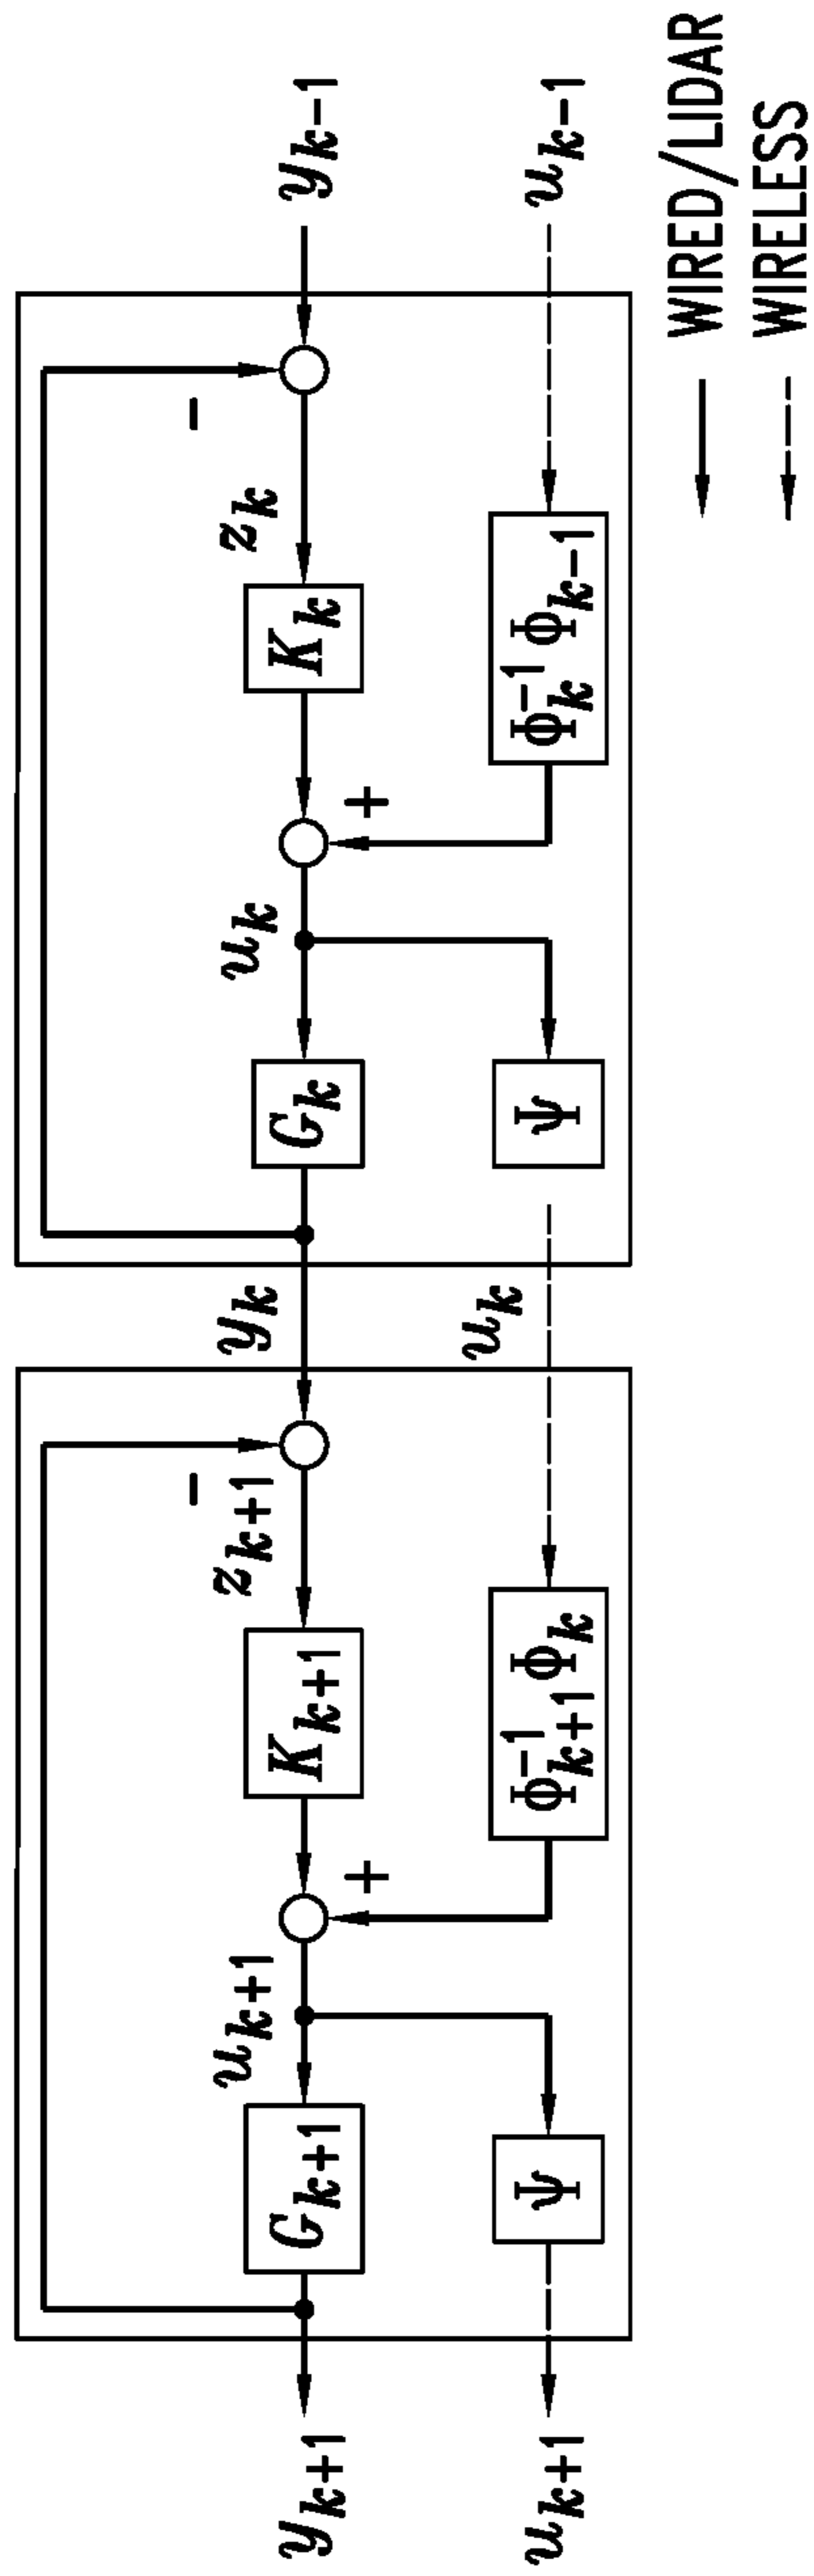 y_{k+1}
G_{k+1}
u_{k+1}
K_{k+1}
z_{k+1}
−
+
y_k
G_k
u_k
K_k
z_k
−
+
y_{k−1}
u_{k+1}
Ψ
Φ_{k+1}^{−1} Φ_k
u_k
Ψ
Φ_k^{−1} Φ_{k−1}
u_{k−1}
WIRED/LIDAR
WIRELESS